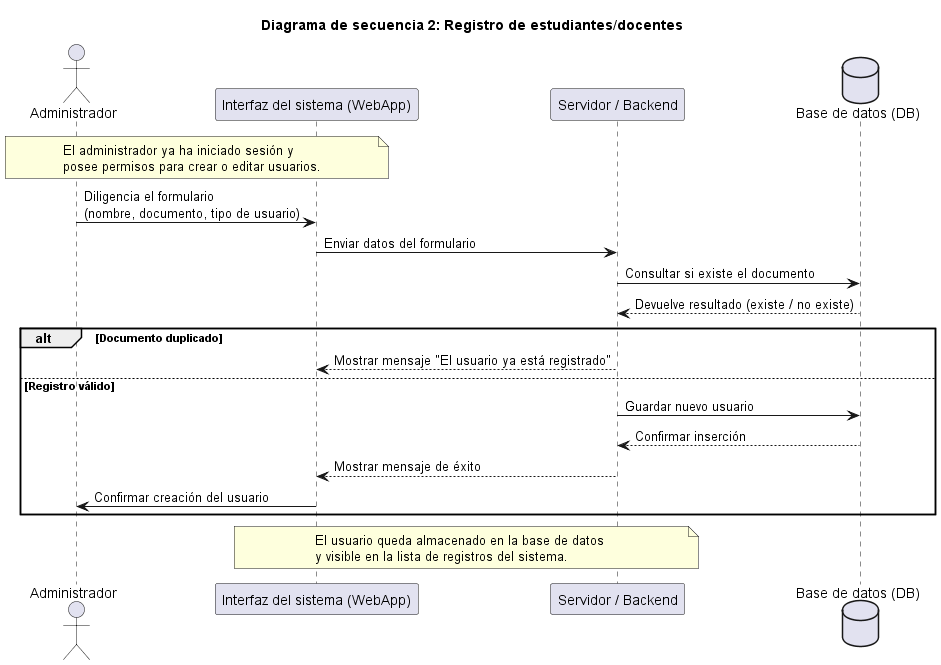 Diagrama de secuencia 2: Registro de estudiantes/docentes
Administrador
Interfaz del sistema (WebApp)
Servidor / Backend
Base de datos (DB)
El administrador ya ha iniciado sesión y
posee permisos para crear o editar usuarios.
Diligencia el formulario
(nombre, documento, tipo de usuario)
Enviar datos del formulario
Consultar si existe el documento
Devuelve resultado (existe / no existe)
alt [Documento duplicado]
Mostrar mensaje "El usuario ya está registrado"
[Registro válido]
Guardar nuevo usuario
Confirmar inserción
Mostrar mensaje de éxito
Confirmar creación del usuario
El usuario queda almacenado en la base de datos
y visible en la lista de registros del sistema.
Administrador
Interfaz del sistema (WebApp)
Servidor / Backend
Base de datos (DB)